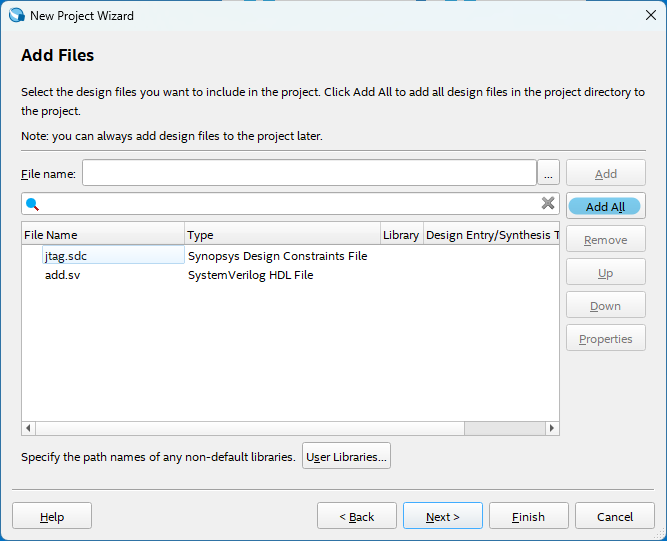 New Project Wizard
Add Files
Select the design files you want to include in the project. Click Add All to add all design files in the project directory to
the project.
Note: you can always add design files to the project later.
File name:
...
Add
Add All
File Name Type Library Design Entry/Synthesis T
Remove
jtag.sdc Synopsys Design Constraints File
add.sv SystemVerilog HDL File
Up
Down
Properties
Specify the path names of any non-default libraries. User Libraries...
Help < Back Next > Finish Cancel